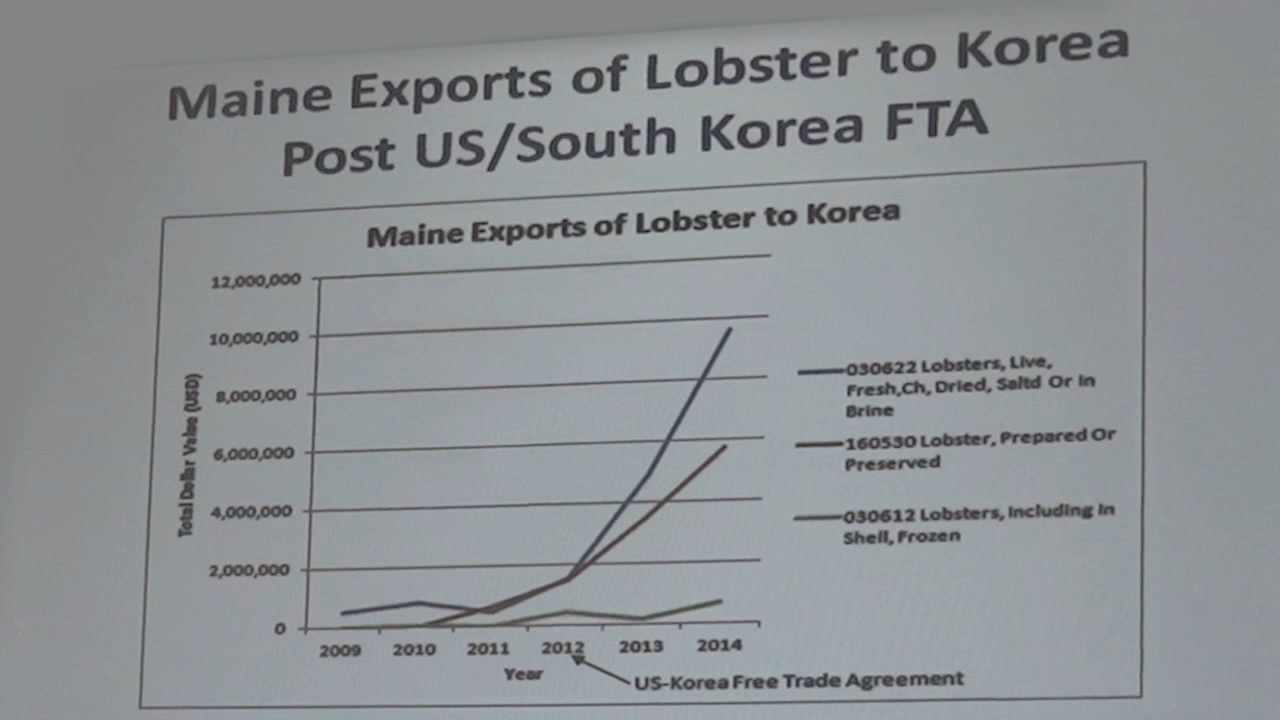 Maine Exports of Lobster to Korea
Post US/South Korea FTA
Maine Exports of Lobster to Korea
12,000,000
10,000,000
8,000,000
6,000,000
4,000,000
2,000,000
0
Total Dollar Value (USD)
2009 2010 2011 2012 2013 2014
Year
US-Korea Free Trade Agreement
030622 Lobsters, Live,
Fresh,Ch, Dried, Saltd Or In
Brine
160530 Lobster, Prepared Or
Preserved
030612 Lobsters, Including In
Shell, Frozen